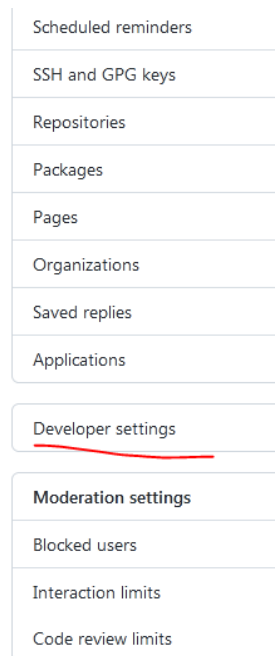 Scheduled reminders
SSH and GPG keys
Repositories
Packages
Pages
Organizations
Saved replies
Applications
Developer settings
Moderation settings
Blocked users
Interaction limits
Code review limits